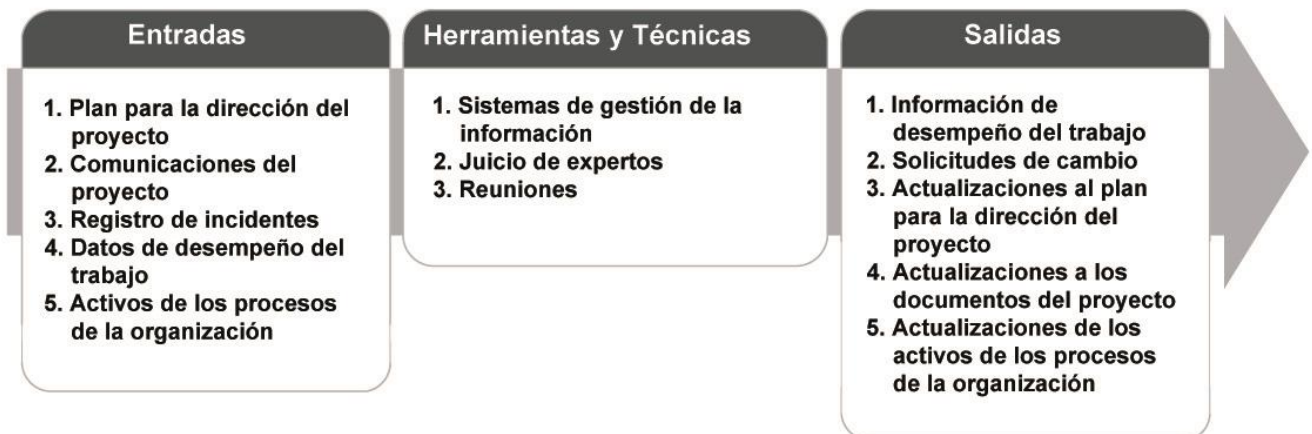 Entradas
1. Plan para la dirección del
proyecto
2. Comunicaciones del
proyecto
3. Registro de incidentes
4. Datos de desempeño del
trabajo
5. Activos de los procesos
de la organización
Herramientas y Técnicas
1. Sistemas de gestión de la
información
2. Juicio de expertos
3. Reuniones
Salidas
1. Información de
desempeño del trabajo
2. Solicitudes de cambio
3. Actualizaciones al plan
para la dirección del
proyecto
4. Actualizaciones a los
documentos del proyecto
5. Actualizaciones de los
activos de los procesos
de la organización